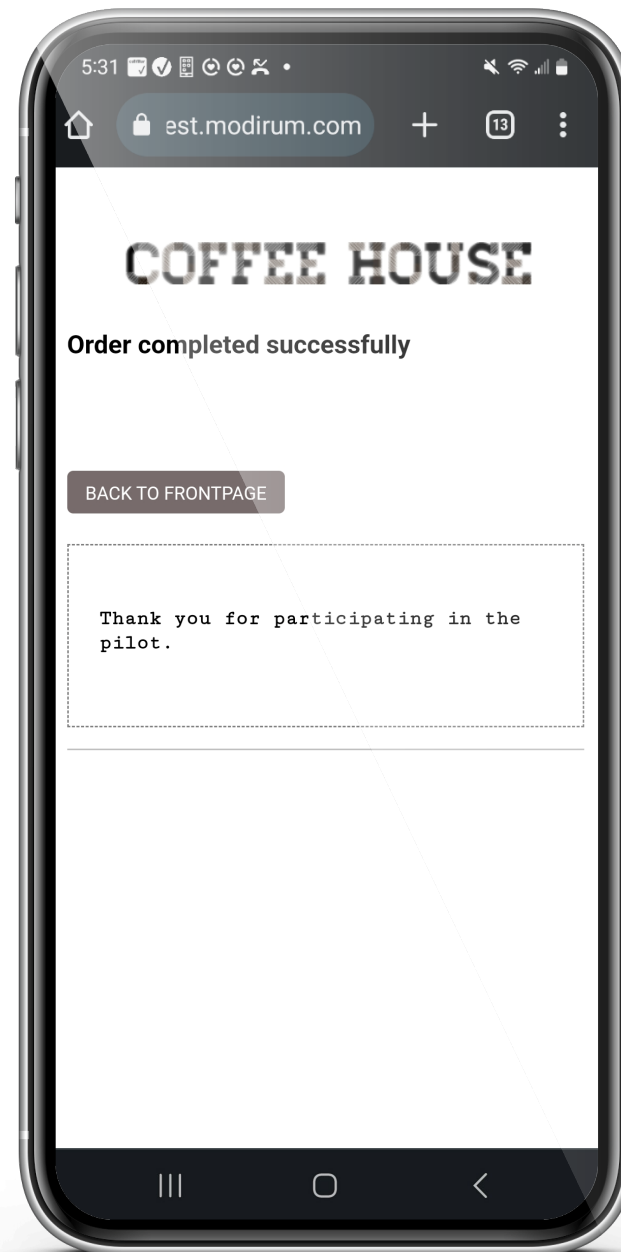 5:31
est.modirum.com
13
COFFEE HOUSE
Order completed successfully
BACK TO FRONTPAGE
Thank you for participating in the
pilot.